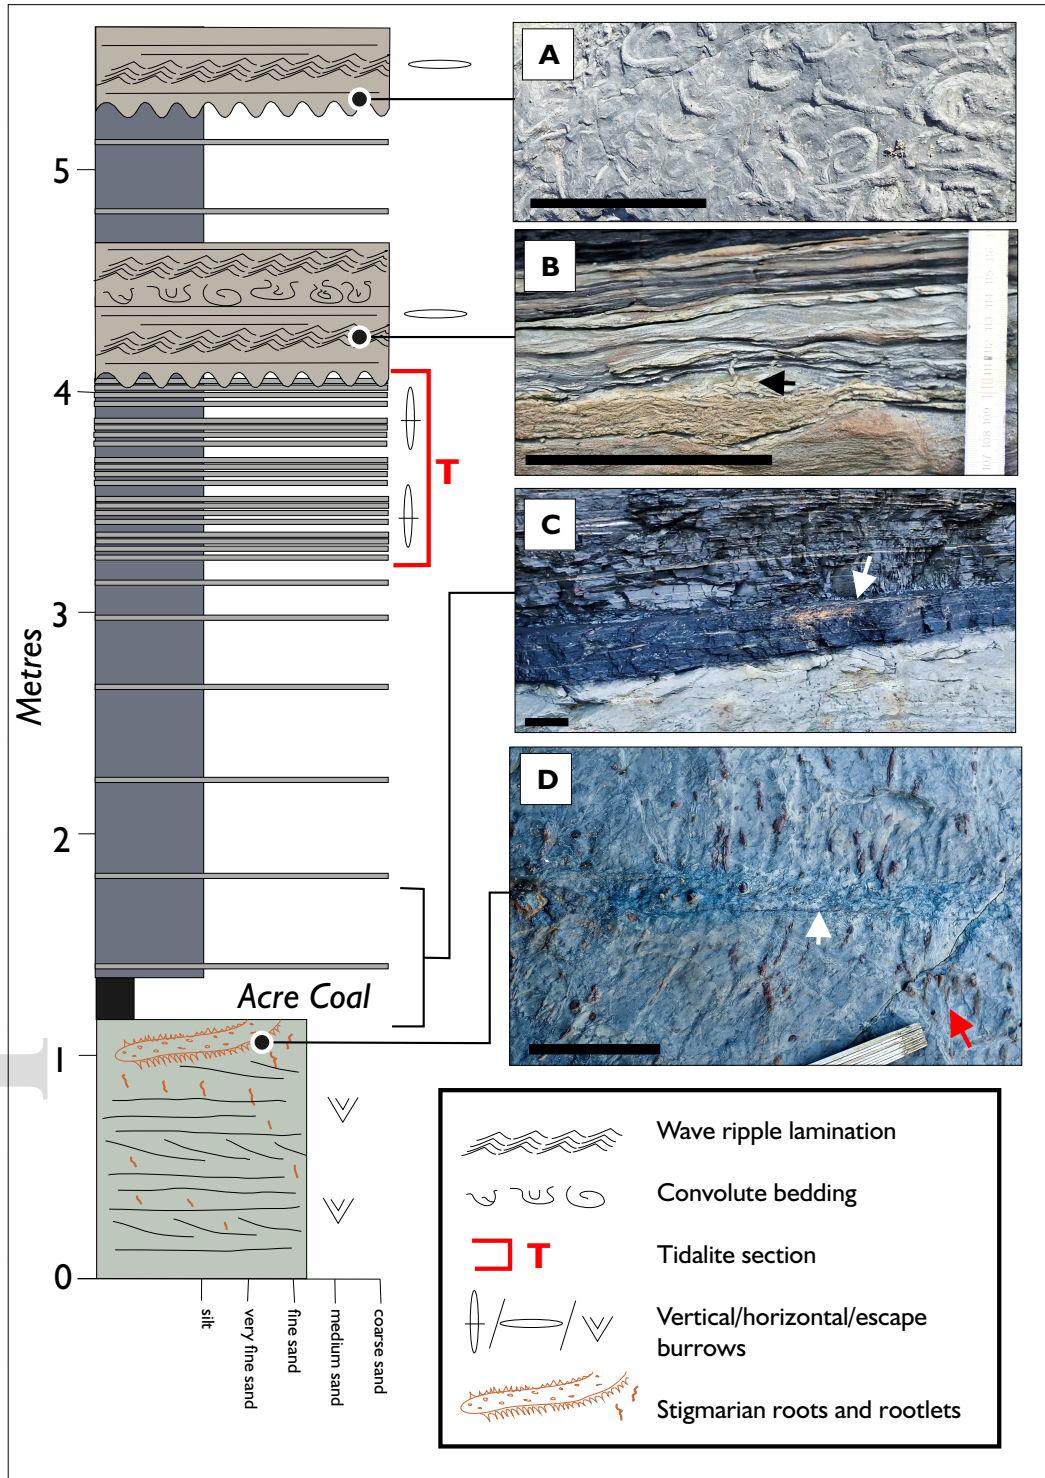 A
B
C
D
5
4
3
2
1
0
Metres
T
Acre Coal
silt
very fine sand
fine sand
medium sand
coarse sand
Wave ripple lamination
Convolute bedding
T
Tidalite section
Vertical/horizontal/escape
burrows
Stigmarian roots and rootlets